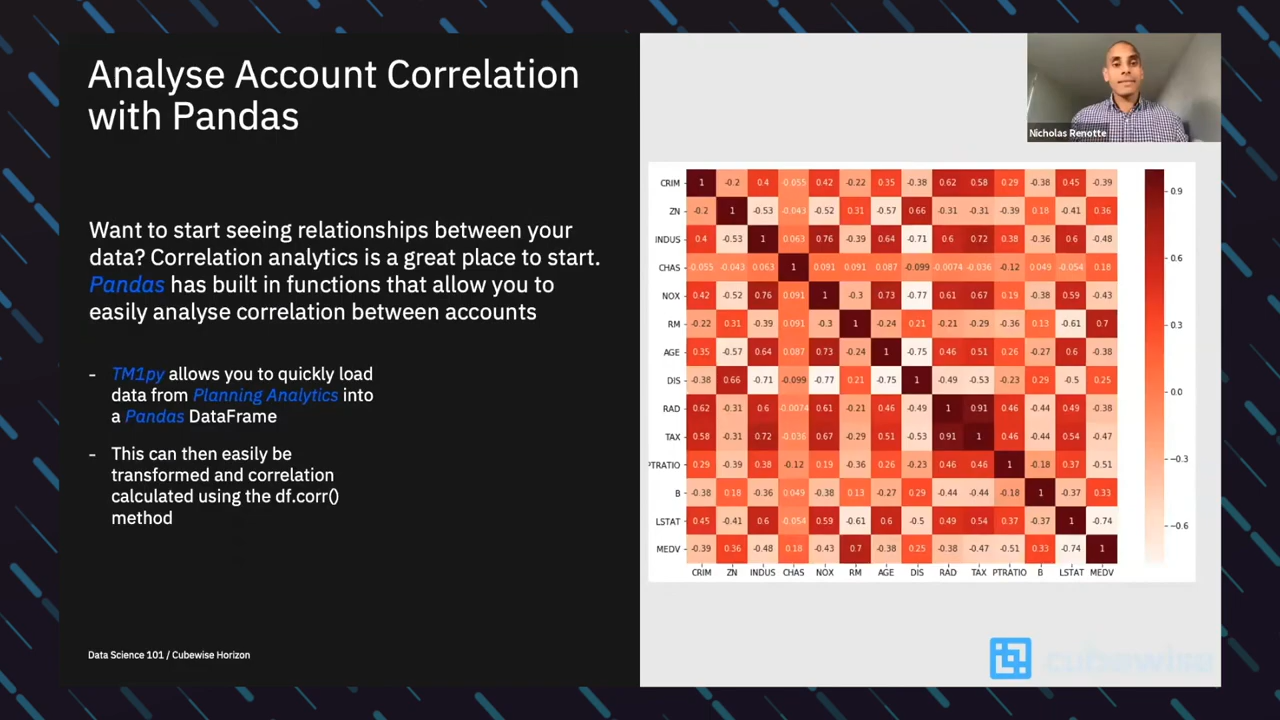 Analyse Account Correlation
with Pandas
Want to start seeing relationships between your
data? Correlation analytics is a great place to start.
Pandas has built in functions that allow you to
easily analyse correlation between accounts
- TM1py allows you to quickly load
data from Planning Analytics into
a Pandas DataFrame
- This can then easily be
transformed and correlation
calculated using the df.corr()
method
Data Science 101 / Cubewise Horizon
Nicholas Renotte
CRIM 1 -0.2 0.4 -0.055 0.42 -0.22 0.35 -0.38 0.62 0.58 0.29 -0.38 0.45 -0.39
ZN -0.2 1 -0.53 -0.043 -0.52 0.31 -0.57 0.66 -0.31 -0.31 -0.39 0.18 -0.41 0.36
INDUS 0.4 -0.53 1 0.063 0.76 -0.39 0.64 -0.71 0.6 0.72 0.38 -0.36 0.6 -0.48
CHAS -0.055 -0.043 0.063 1 0.091 0.091 0.087 -0.099 -0.0074 -0.036 -0.12 0.049 -0.054 0.18
NOX 0.42 -0.52 0.76 0.091 1 -0.3 0.73 -0.77 0.61 0.67 0.19 -0.38 0.59 -0.43
RM -0.22 0.31 -0.39 0.091 -0.3 1 -0.24 0.21 -0.21 -0.29 -0.36 0.13 -0.61 0.7
AGE 0.35 -0.57 0.64 0.087 0.73 -0.24 1 -0.75 0.46 0.51 0.26 -0.27 0.6 -0.38
DIS -0.38 0.66 -0.71 -0.099 -0.77 0.21 -0.75 1 -0.49 -0.53 -0.23 0.29 -0.5 0.25
RAD 0.62 -0.31 0.6 -0.0074 0.61 -0.21 0.46 -0.49 1 0.91 0.46 -0.44 0.49 -0.38
TAX 0.58 -0.31 0.72 -0.036 0.67 -0.29 0.51 -0.53 0.91 1 0.46 -0.44 0.54 -0.47
PTRATIO 0.29 -0.39 0.38 -0.12 0.19 -0.36 0.26 -0.23 0.46 0.46 1 -0.18 0.37 -0.51
B -0.38 0.18 -0.36 0.049 -0.38 0.13 -0.27 0.29 -0.44 -0.44 -0.18 1 -0.37 0.33
LSTAT 0.45 -0.41 0.6 -0.054 0.59 -0.61 0.6 -0.5 0.49 0.54 0.37 -0.37 1 -0.74
MEDV -0.39 0.36 -0.48 0.18 -0.43 0.7 -0.38 0.25 -0.38 -0.47 -0.51 0.33 -0.74 1
CRIM ZN INDUS CHAS NOX RM AGE DIS RAD TAX PTRATIO B LSTAT MEDV
0.9
0.6
0.3
0.0
-0.3
-0.6
cubewise